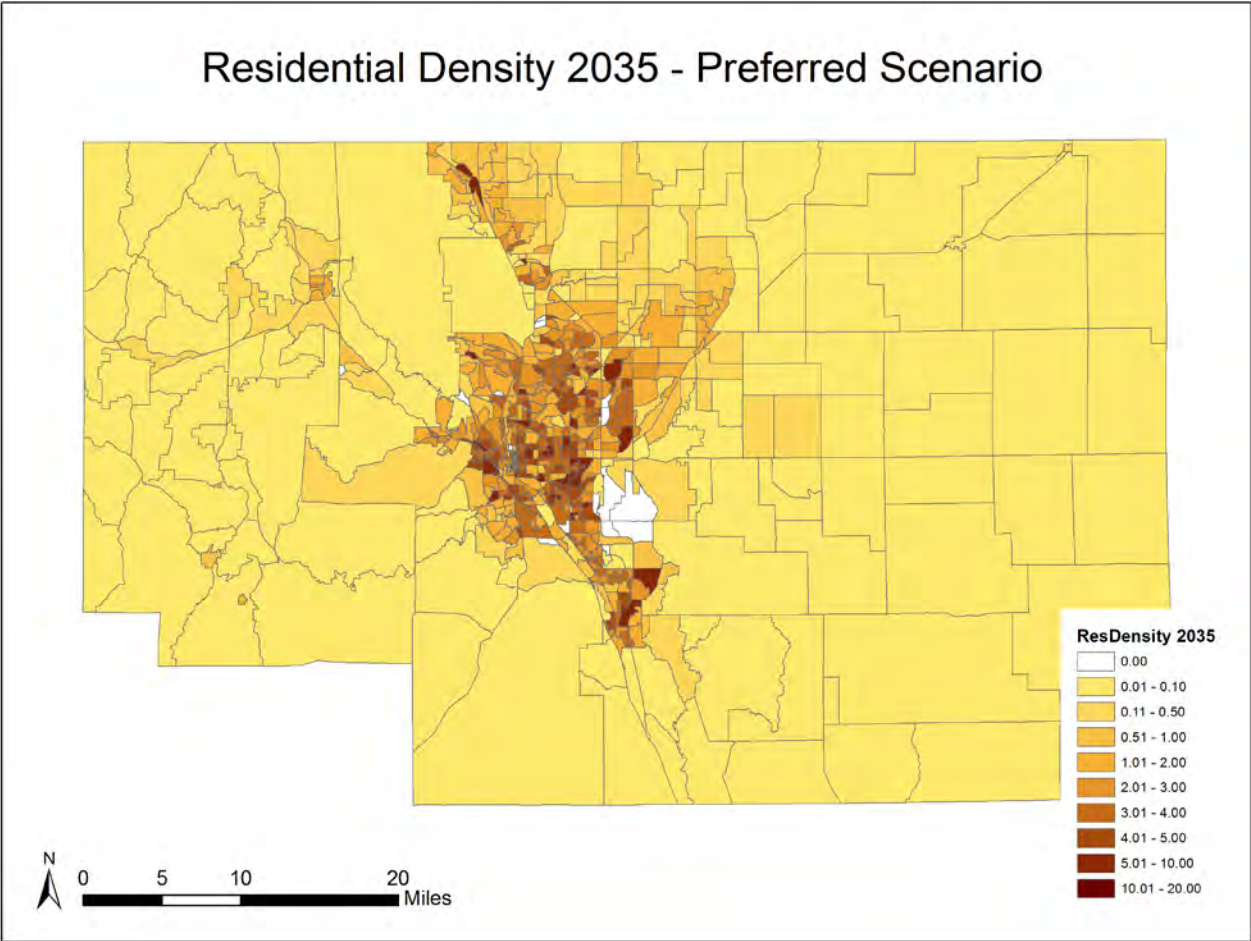 Residential Density 2035 - Preferred Scenario
ResDensity 2035
0.00
0.01 - 0.10
0.11 - 0.50
0.51 - 1.00
1.01 - 2.00
2.01 - 3.00
3.01 - 4.00
4.01 - 5.00
5.01 - 10.00
10.01 - 20.00
N
0 5 10 20
Miles